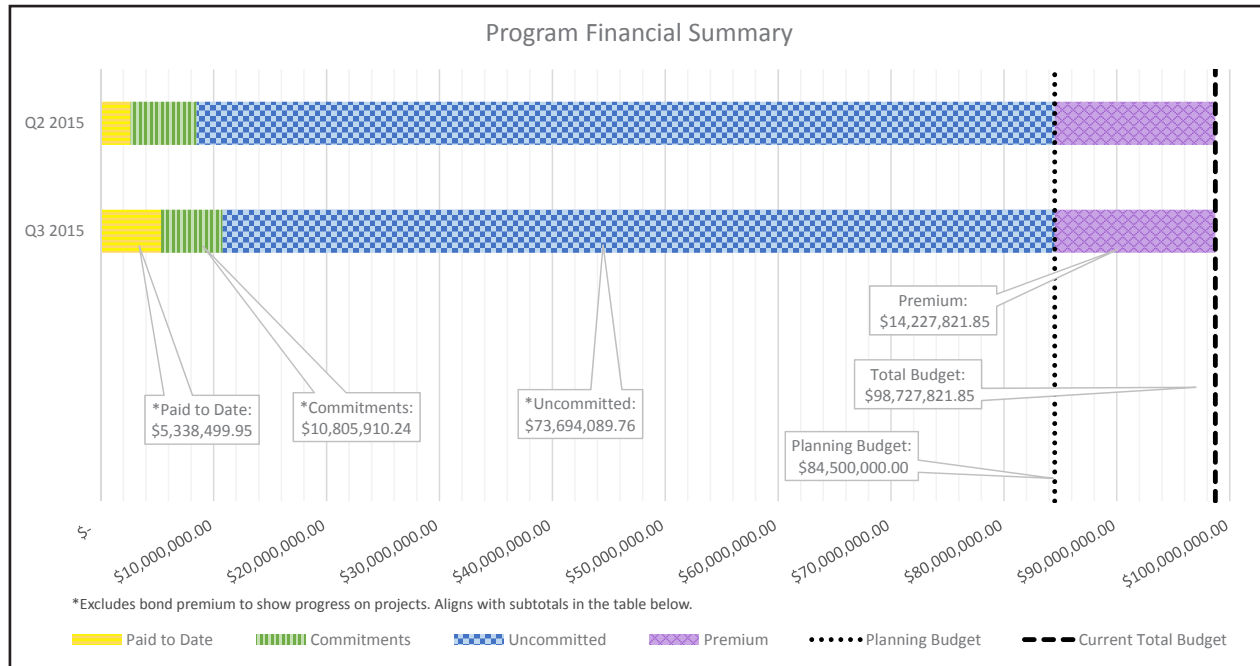 Program Financial Summary
Q2 2015
Q3 2015
Premium:
$14,227,821.85
Total Budget:
$98,727,821.85
*Paid to Date:
$5,338,499.95
*Commitments:
$10,805,910.24
*Uncommitted:
$73,694,089.76
Planning Budget:
$84,500,000.00
$-
$10,000,000.00
$20,000,000.00
$30,000,000.00
$40,000,000.00
$50,000,000.00
$60,000,000.00
$70,000,000.00
$80,000,000.00
$90,000,000.00
$100,000,000.00
*Excludes bond premium to show progress on projects. Aligns with subtotals in the table below.
Paid to Date
Commitments
Uncommitted
Premium
Planning Budget
Current Total Budget